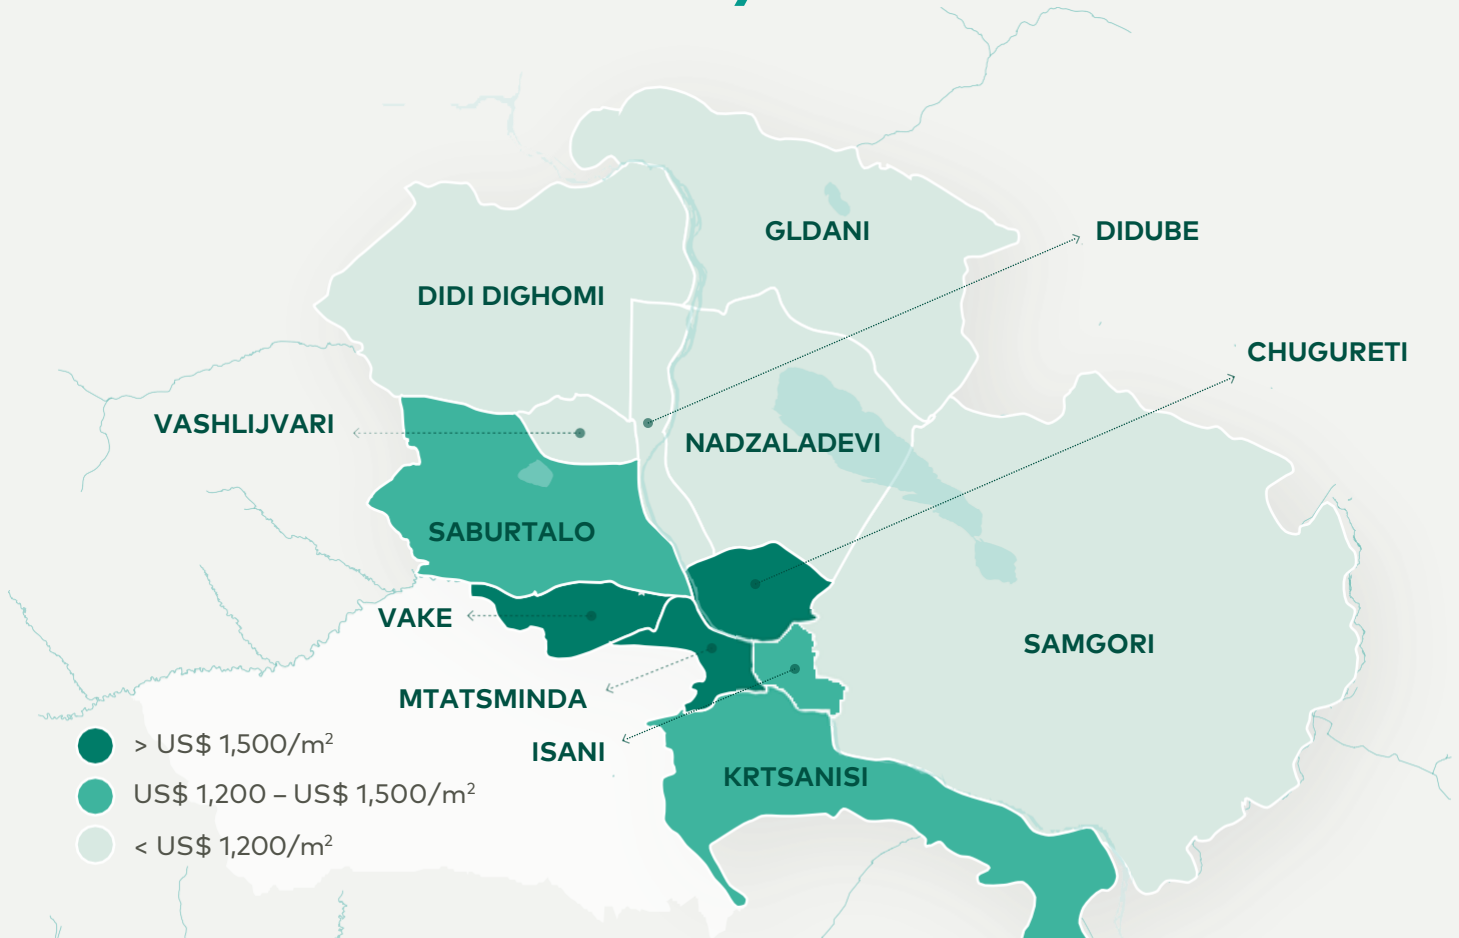 GLDANI
DIDUBE
DIDI DIGHOMI
CHUGURETI
VASHLIJVARI
NADZALADEVI
SABURTALO
VAKE
SAMGORI
MTATSMINDA
ISANI
KRTSANISI
> US$ 1,500/m²
US$ 1,200 – US$ 1,500/m²
< US$ 1,200/m²